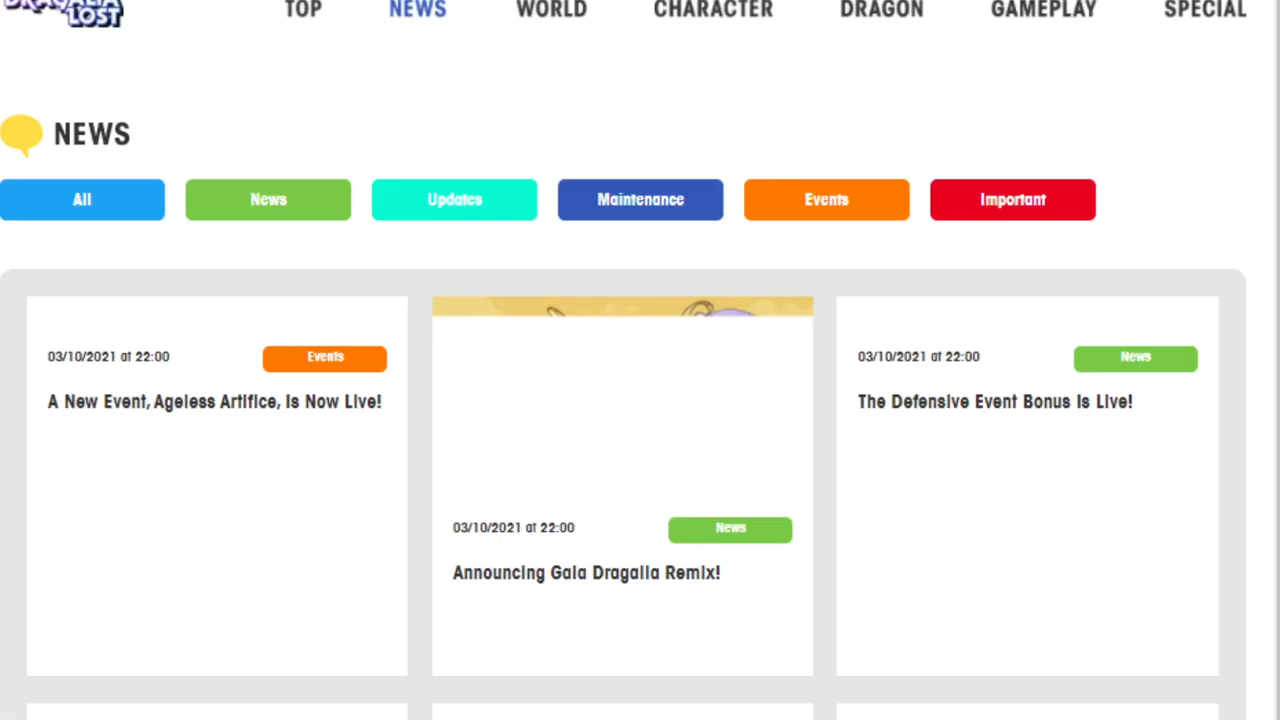 DRAGALIA
LOST
TOP
NEWS
WORLD
CHARACTER
DRAGON
GAMEPLAY
SPECIAL
NEWS
All
News
Updates
Maintenance
Events
Important
03/10/2021 at 22:00
Events
A New Event, Ageless Artifice, Is Now Live!
03/10/2021 at 22:00
News
Announcing Gala Dragalia Remix!
03/10/2021 at 22:00
News
The Defensive Event Bonus Is Live!